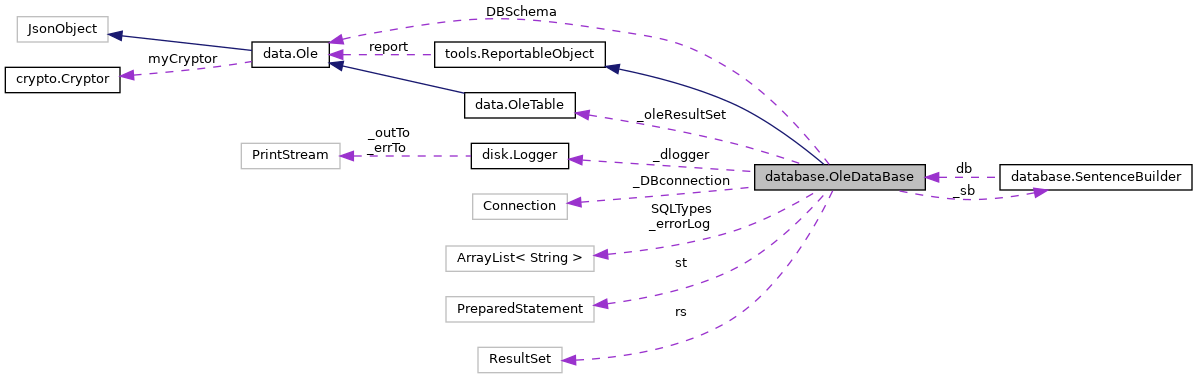 DBSchema
JsonObject
data.Ole
report
tools.ReportableObject
myCryptor
crypto.Cryptor
data.OleTable
_oleResultSet
_outTo
_errTo
PrintStream
disk.Logger
_dlogger
database.OleDataBase
db
_sb
database.SentenceBuilder
_DBconnection
Connection
SQLTypes
_errorLog
ArrayList< String >
st
PreparedStatement
rs
ResultSet